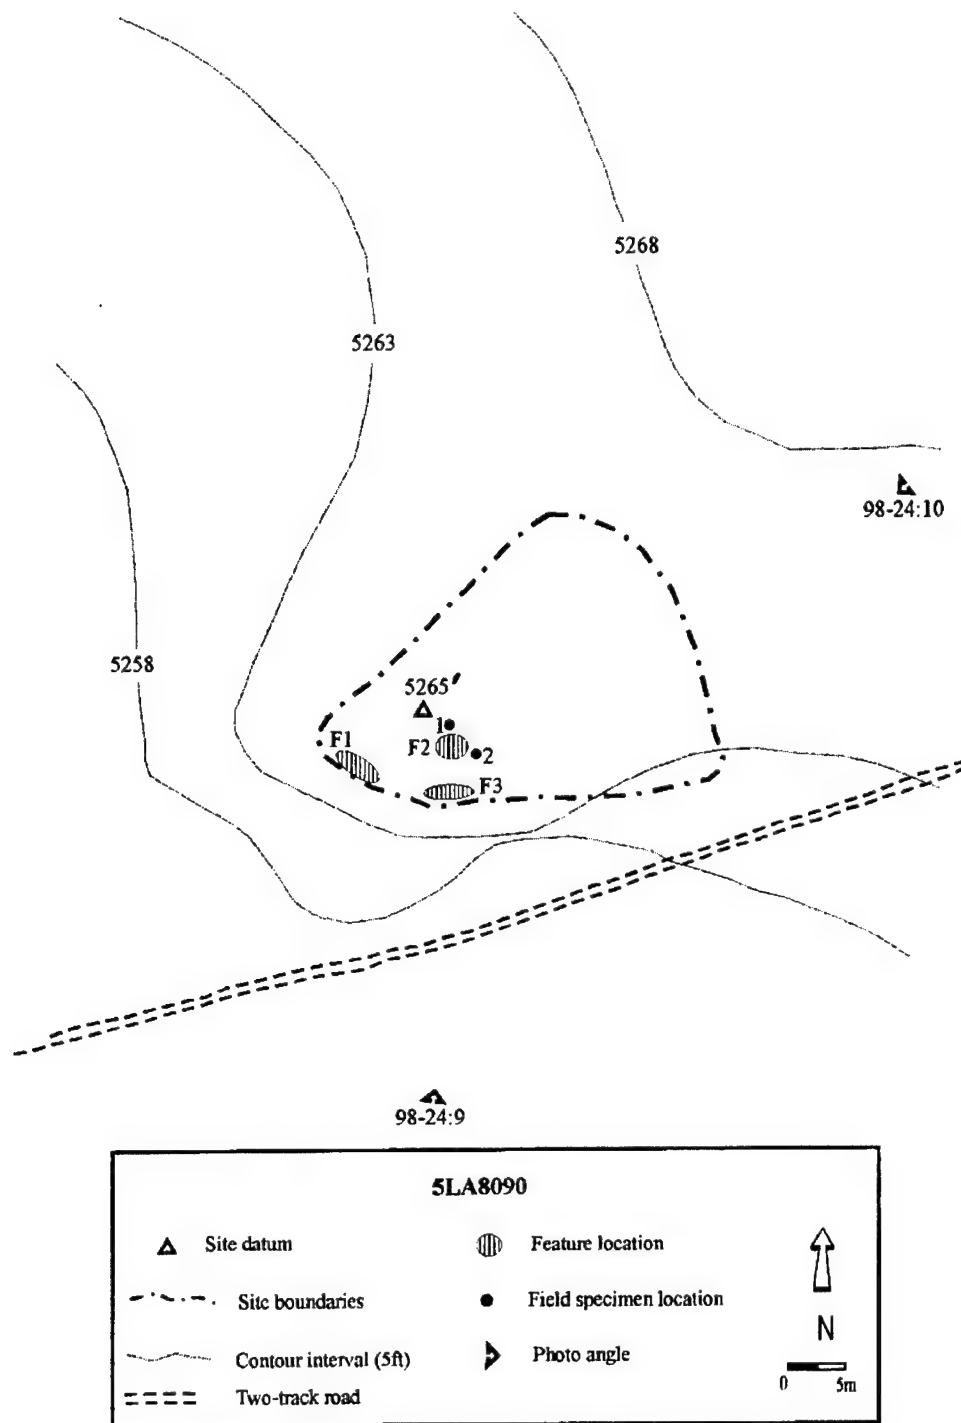 5268
5263
98-24:10
5258
5265'
1
F1
F2
2
F3
98-24:9
5LA8090
Site datum
Feature location
Site boundaries
Field specimen location
Contour interval (5ft)
Photo angle
N
Two-track road
0 5m